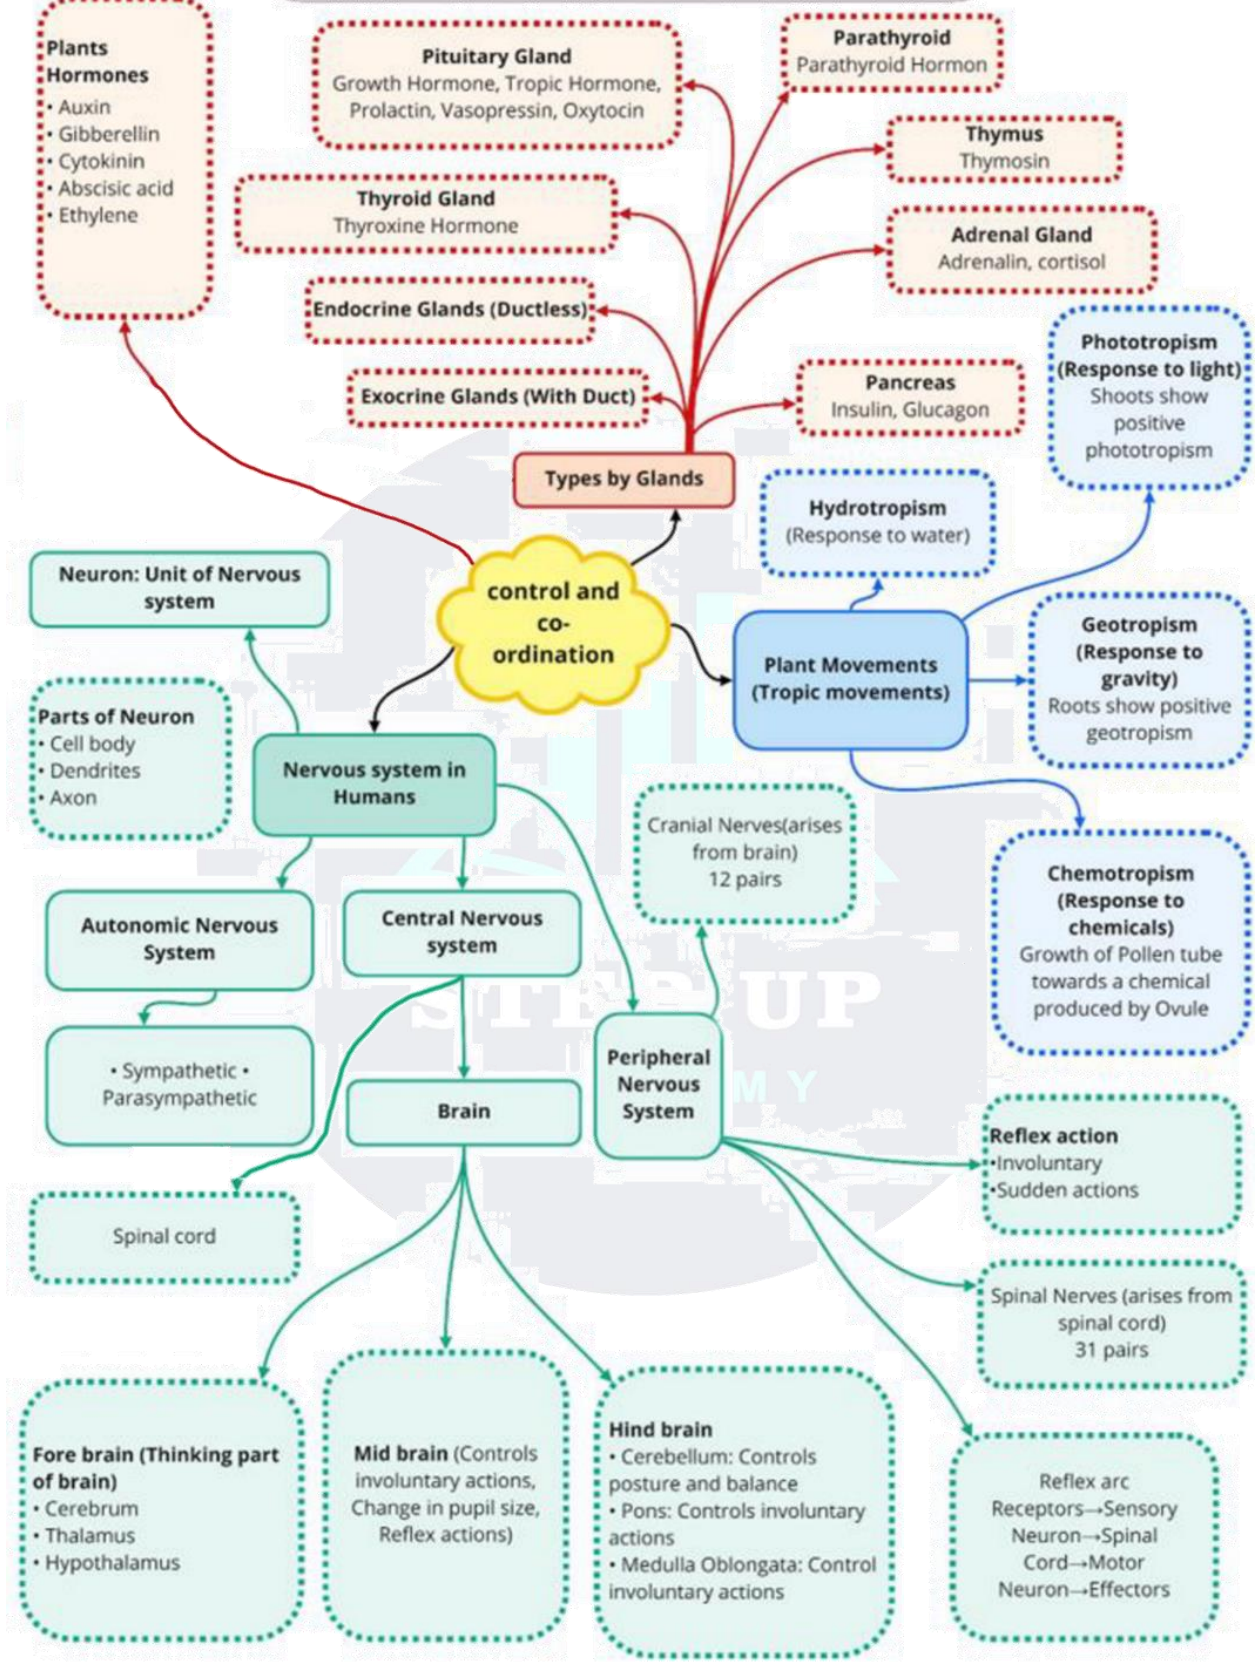 Plants
Hormones
• Auxin
• Gibberellin
• Cytokinin
• Abscisic acid
• Ethylene
Pituitary Gland
Growth Hormone, Tropic Hormone,
Prolactin, Vasopressin, Oxytocin
Parathyroid
Parathyroid Hormon
Thymus
Thymosin
Thyroid Gland
Thyroxine Hormone
Adrenal Gland
Adrenalin, cortisol
Endocrine Glands (Ductless)
Exocrine Glands (With Duct)
Pancreas
Insulin, Glucagon
Phototropism
(Response to light)
Shoots show
positive
phototropism
Types by Glands
Hydrotropism
(Response to water)
control and
co-
ordination
Neuron: Unit of Nervous
system
Plant Movements
(Tropic movements)
Geotropism
(Response to
gravity)
Roots show positive
geotropism
Parts of Neuron
• Cell body
• Dendrites
• Axon
Nervous system in
Humans
Cranial Nerves(arises
from brain)
12 pairs
Chemotropism
(Response to
chemicals)
Growth of Pollen tube
towards a chemical
produced by Ovule
Autonomic Nervous
System
Central Nervous
system
STEP UP
MY
• Sympathetic •
Parasympathetic
Brain
Peripheral
Nervous
System
Reflex action
•Involuntary
•Sudden actions
Spinal cord
Spinal Nerves (arises from
spinal cord)
31 pairs
Fore brain (Thinking part
of brain)
• Cerebrum
• Thalamus
• Hypothalamus
Mid brain (Controls
involuntary actions,
Change in pupil size,
Reflex actions)
Hind brain
• Cerebellum: Controls
posture and balance
• Pons: Controls involuntary
actions
• Medulla Oblongata: Control
involuntary actions
Reflex arc
Receptors→Sensory
Neuron→Spinal
Cord→Motor
Neuron→Effectors